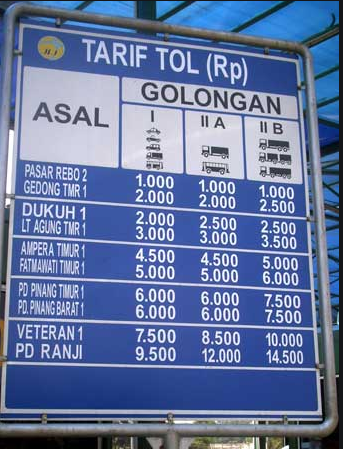 TARIF TOL (Rp)
ASAL
GOLONGAN
I II A II B
PASAR REBO 2 1.000 1.000 1.000
GEDONG TMR 1 2.000 2.000 2.500
DUKUH 1 2.000 2.500 2.500
LT AGUNG TMR 1 3.000 3.000 3.500
AMPERA TIMUR 1 4.500 4.500 5.000
FATMAWATI TIMUR 1 5.000 5.000 6.000
PD PINANG TIMUR 1 6.000 6.000 7.500
PD. PINANG BARAT 1 6.000 6.000 7.500
VETERAN 1 7.500 8.500 10.000
PD RANJI 9.500 12.000 14.500